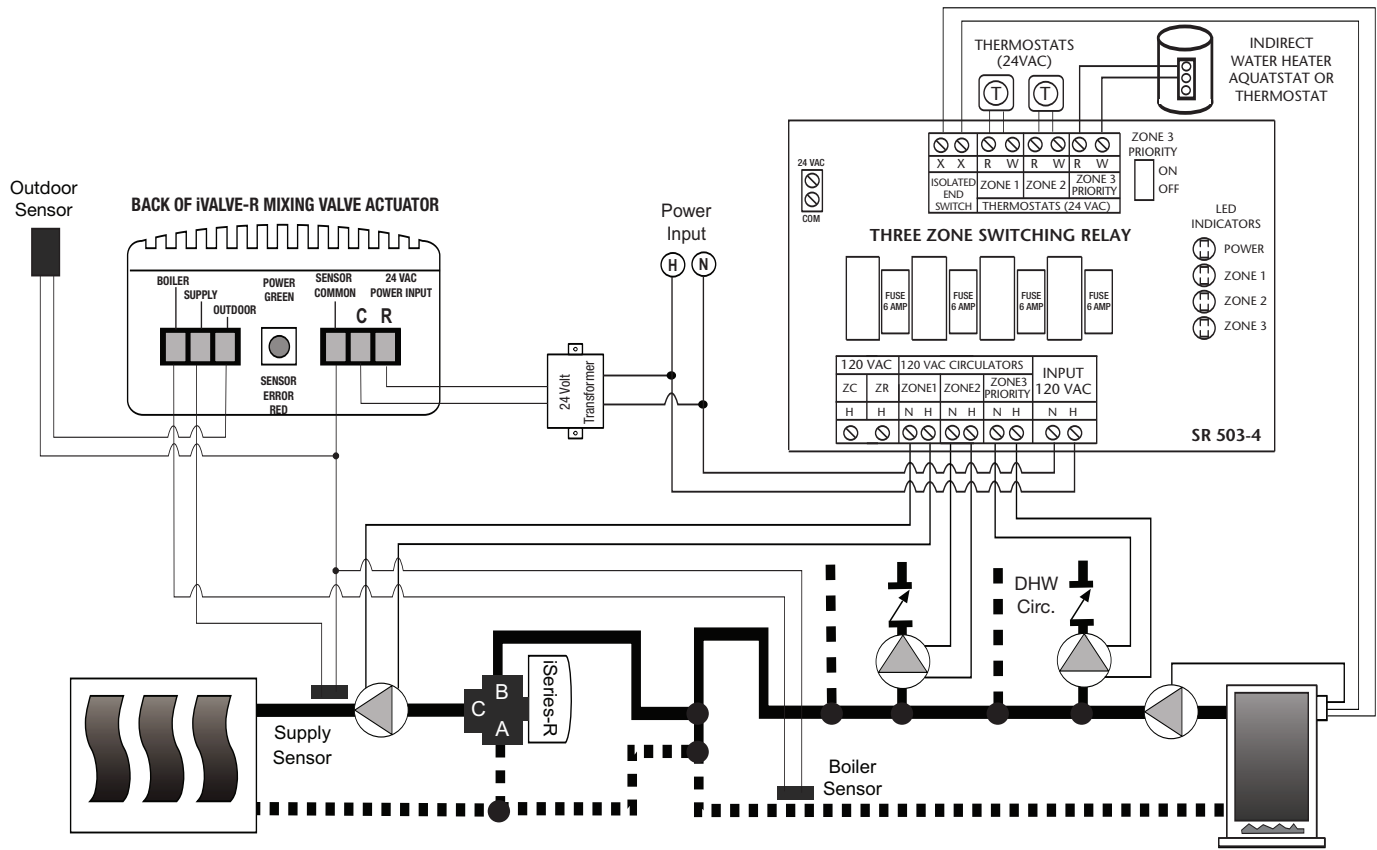 THERMOSTATS
(24VAC)
T
T
INDIRECT
WATER HEATER
AQUATSTAT OR
THERMOSTAT
Outdoor
Sensor
BACK OF iVALVE-R MIXING VALVE ACTUATOR
BOILER
SUPPLY
OUTDOOR
POWER
GREEN
SENSOR
COMMON
24 VAC
POWER INPUT
C R
SENSOR
ERROR
RED
24 Volt
Transformer
Power
Input
H
N
24 VAC
COM
X X R W R W R W
ISOLATED
END
SWITCH
ZONE 1
ZONE 2
ZONE 3
PRIORITY
THERMOSTATS (24 VAC)
ZONE 3
PRIORITY
ON
OFF
THREE ZONE SWITCHING RELAY
LED
INDICATORS
POWER
ZONE 1
ZONE 2
ZONE 3
FUSE
6 AMP
FUSE
6 AMP
FUSE
6 AMP
FUSE
6 AMP
120 VAC
120 VAC CIRCULATORS
INPUT
120 VAC
ZC
ZR
ZONE1
ZONE2
ZONE3
PRIORITY
H H N H N H N H N H
SR 503-4
DHW
Circ.
B
C
A
iSeries-R
Supply
Sensor
Boiler
Sensor